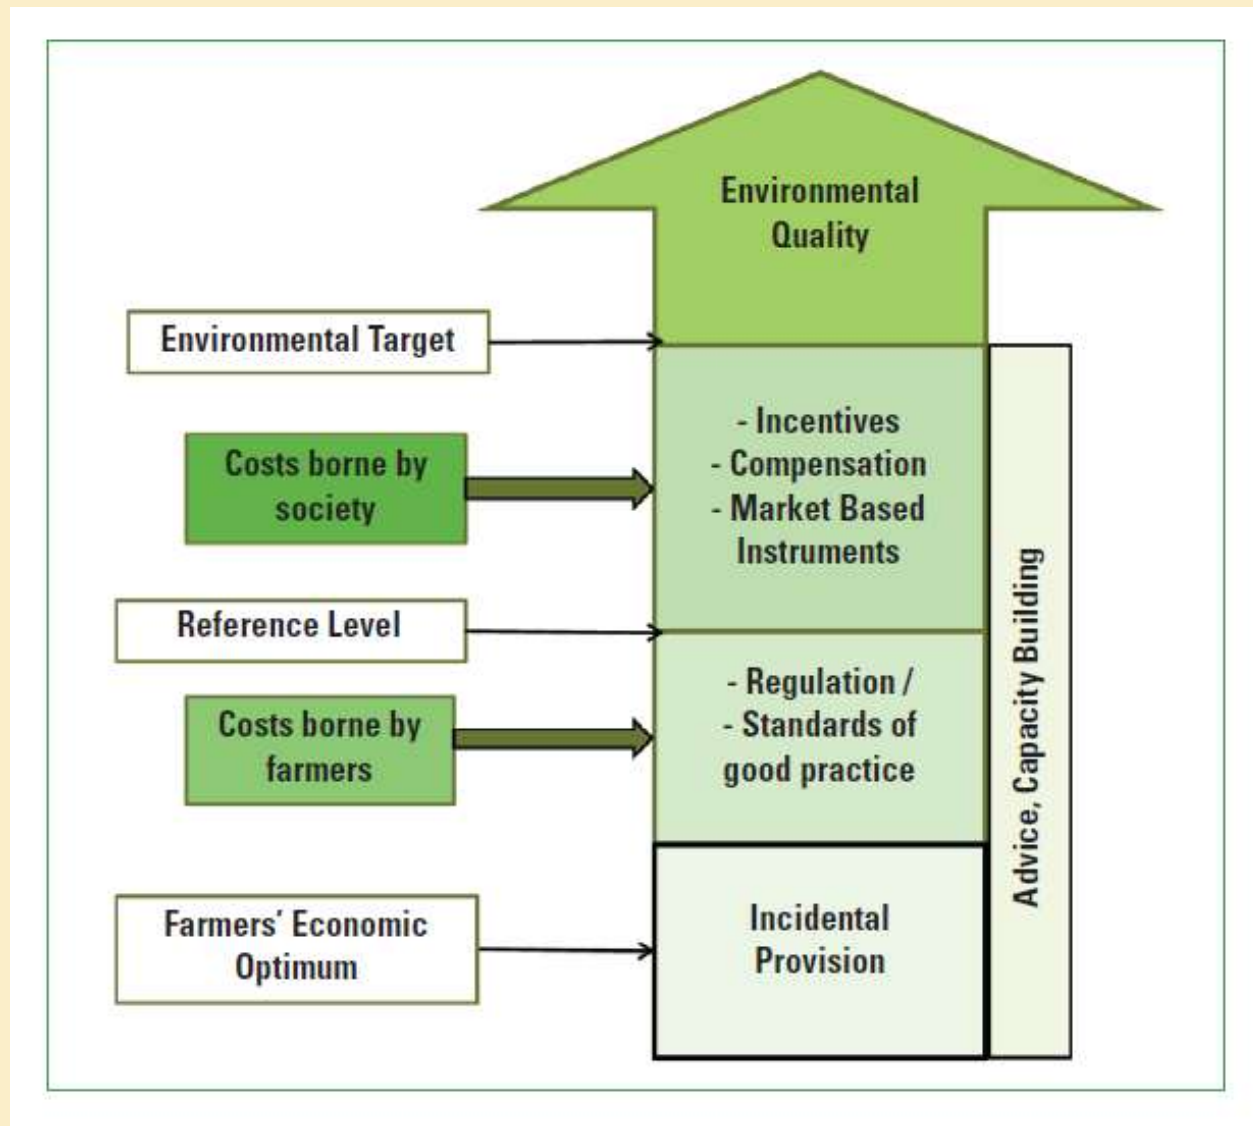 Environmental
Quality
Environmental Target
- Incentives
- Compensation
- Market Based
Instruments
Costs borne by
society
Reference Level
- Regulation /
- Standards of
good practice
Costs borne by
farmers
Advice, Capacity Building
Farmers’ Economic
Optimum
Incidental
Provision